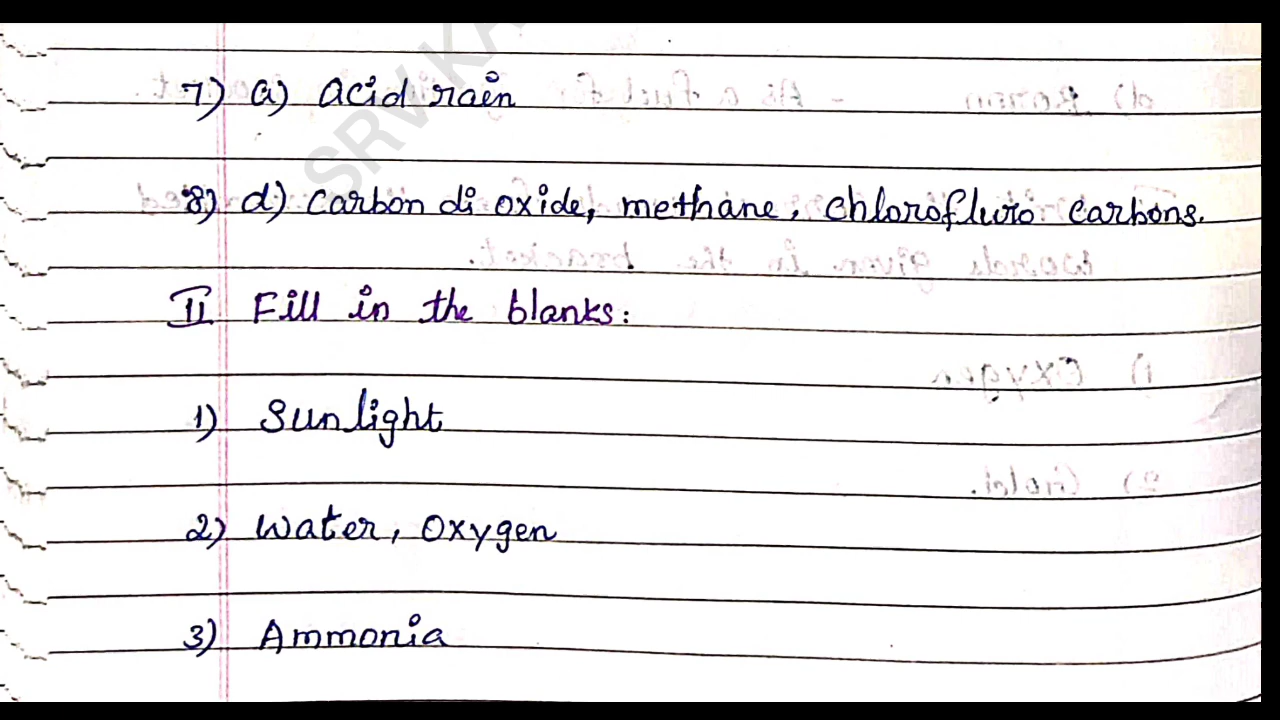 7) a) acid rain
8) d) carbon di oxide, methane, chlorofluro carbons.
II Fill in the blanks:
1) Sunlight
2) Water, Oxygen
3) Ammonia